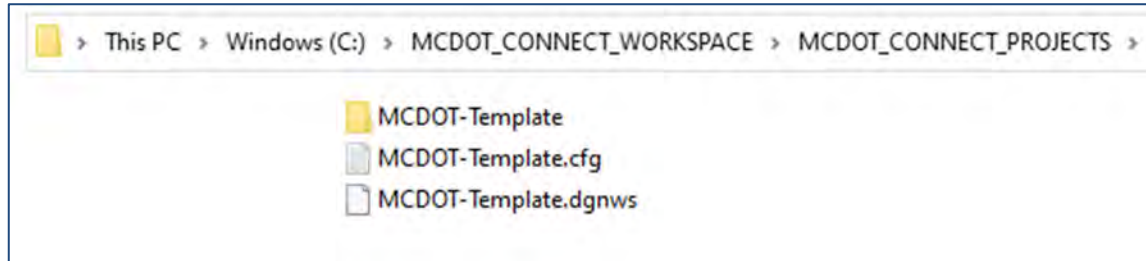 > This PC > Windows (C:) > MCDOT_CONNECT_WORKSPACE > MCDOT_CONNECT_PROJECTS >
MCDOT-Template
MCDOT-Template.cfg
MCDOT-Template.dgnws